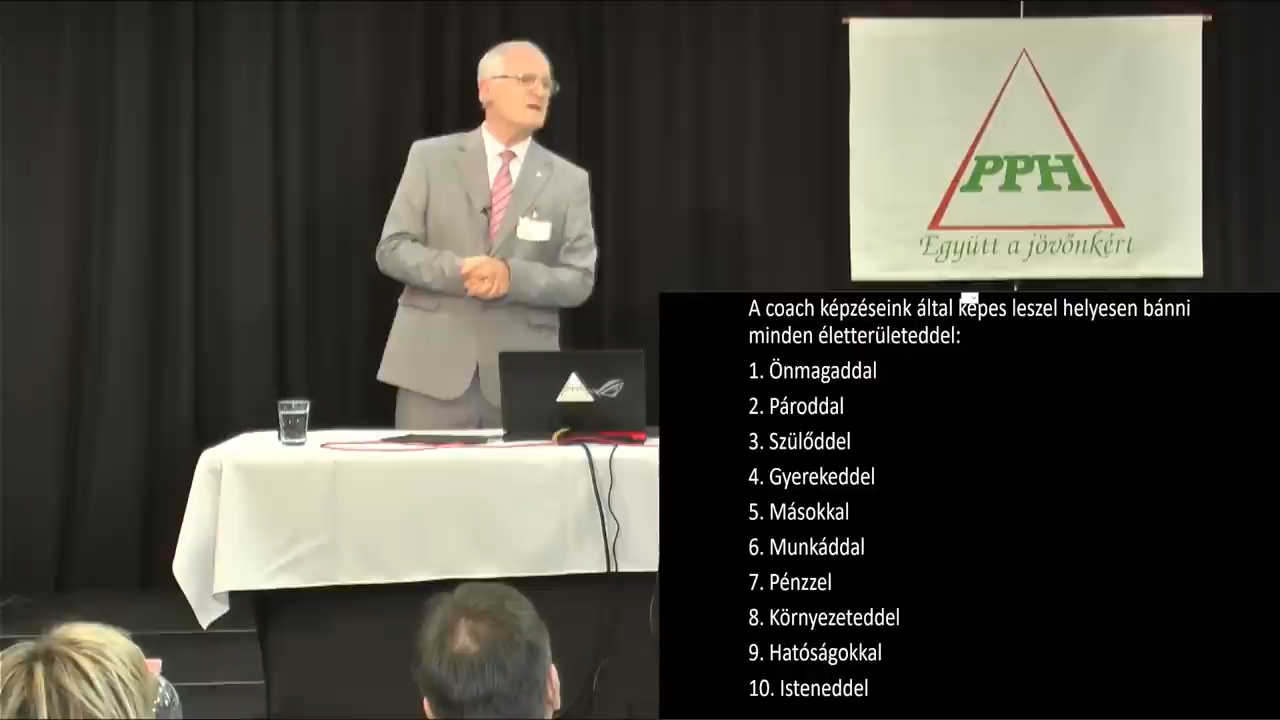 PPH
Együtt a jövőnkért
A coach képzéseink által képes leszel helyesen bánni
minden életterületeddel:
1. Önmagaddal
2. Pároddal
3. Szülőddel
4. Gyerekeddel
5. Másokkal
6. Munkáddal
7. Pénzzel
8. Környezeteddel
9. Hatóságokkal
10. Isteneddel